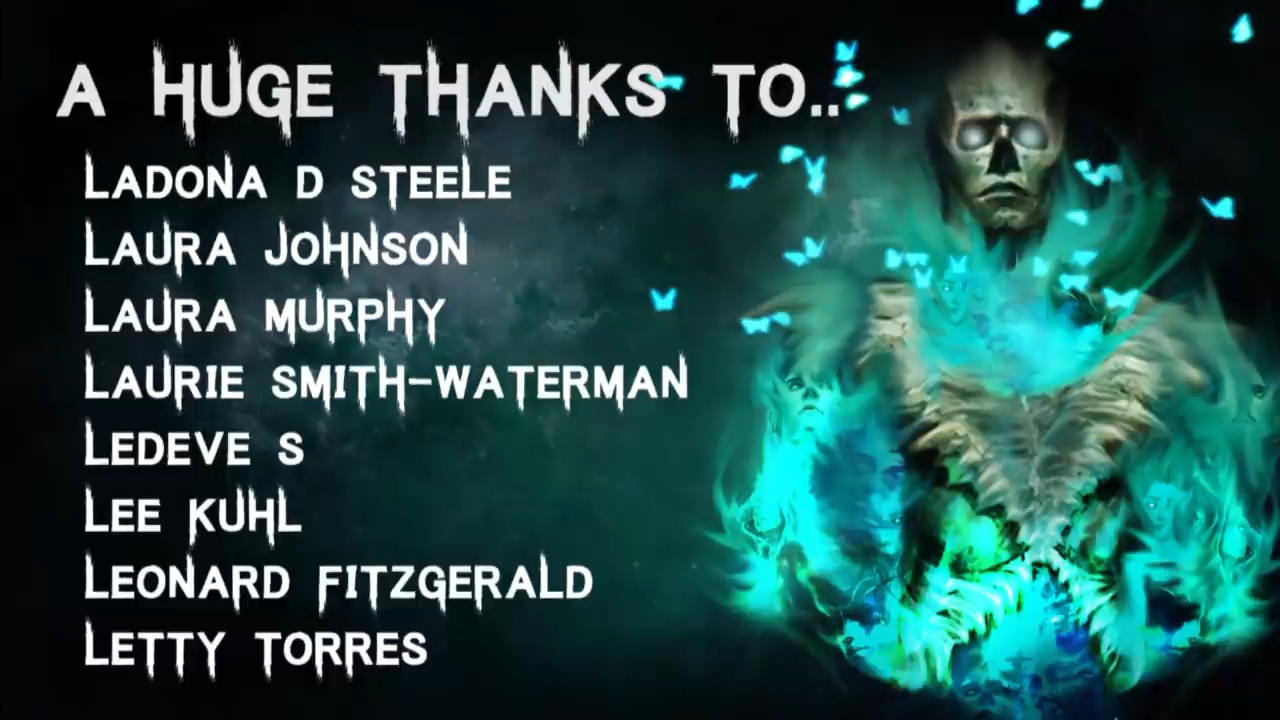 A HUGE THANKS TO..
LADONA D STEELE
LAURA JOHNSON
LAURA MURPHY
LAURIE SMITH-WATERMAN
LEDEVE S
LEE KUHL
LEONARD FITZGERALD
LETTY TORRES